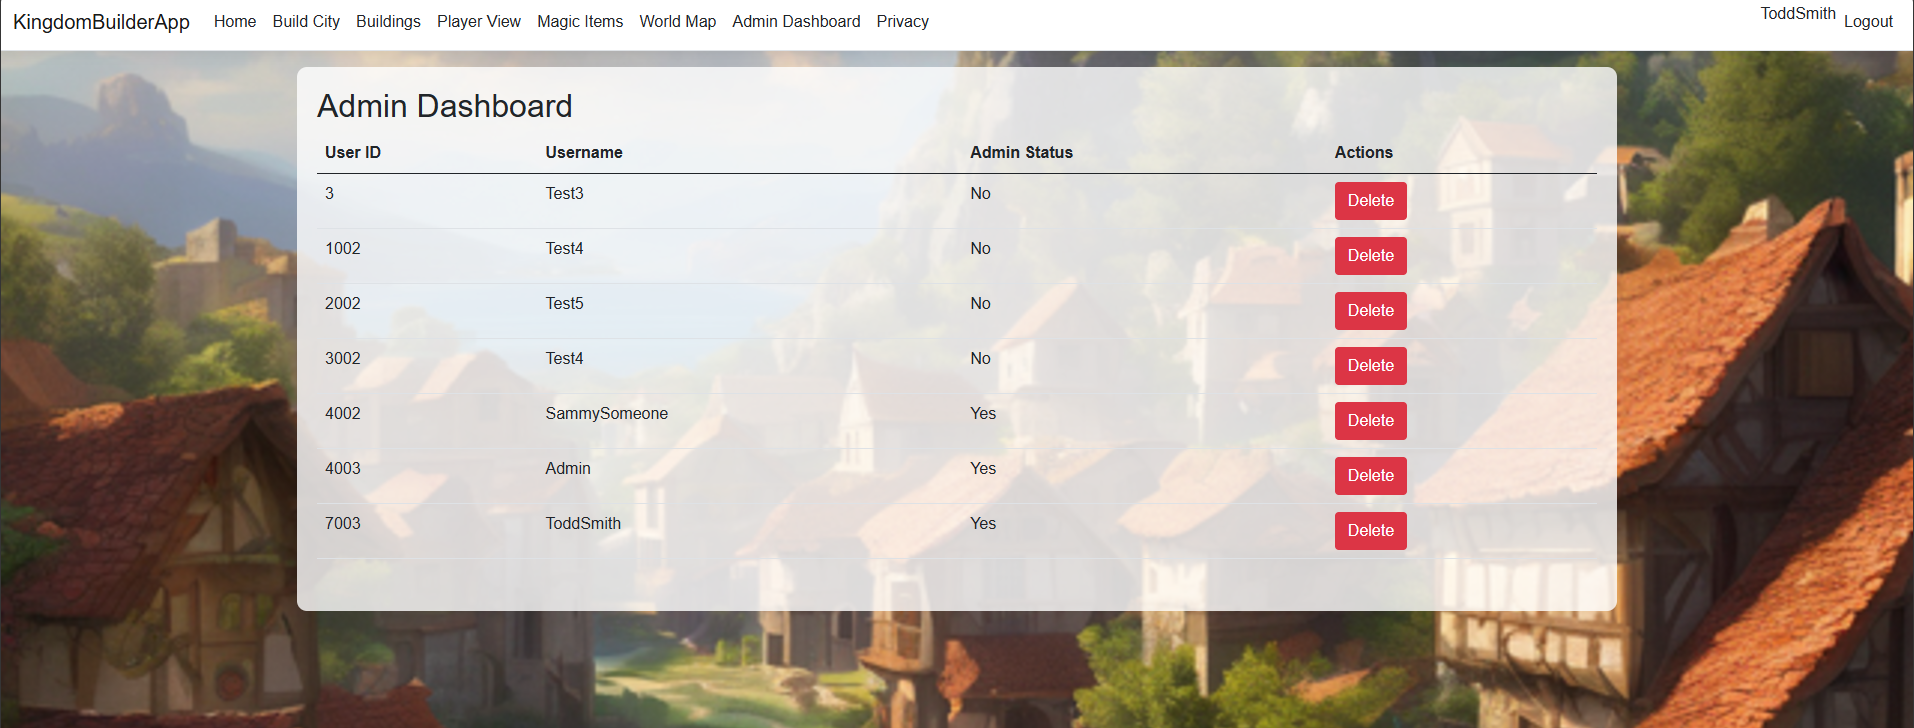 KingdomBuilderApp Home Build City Buildings Player View Magic Items World Map Admin Dashboard Privacy ToddSmith Logout
Admin Dashboard
User ID Username Admin Status Actions
3 Test3 No Delete
1002 Test4 No Delete
2002 Test5 No Delete
3002 Test4 No Delete
4002 SammySomeone Yes Delete
4003 Admin Yes Delete
7003 ToddSmith Yes Delete